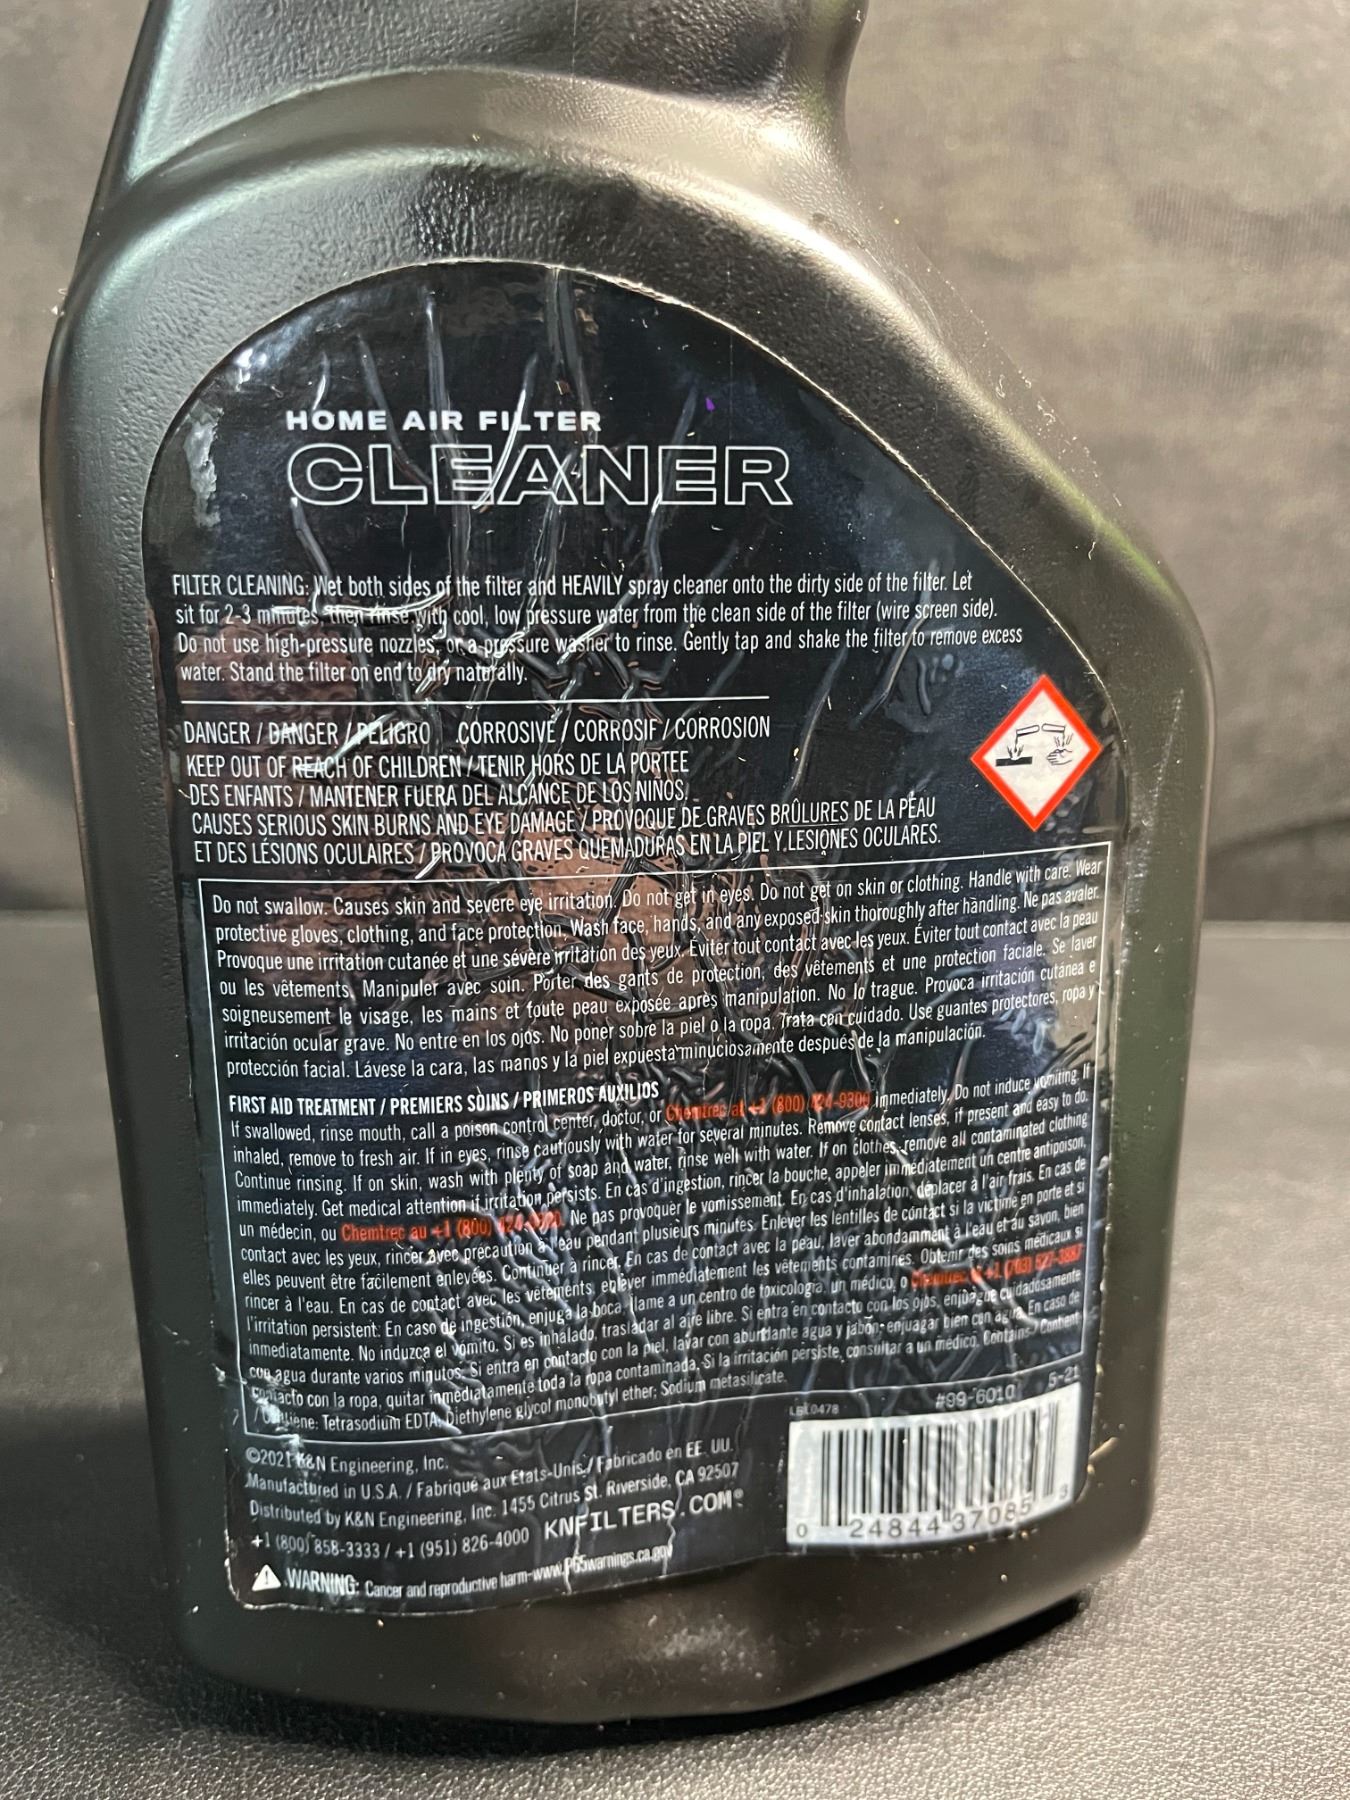 HOME AIR FILTER
CLEANER
FILTER CLEANING: Wet both sides of the filter and HEAVILY spray cleaner onto the dirty side of the filter. Let
sit for 2-3 minutes, then rinse with cool, low pressure water from the clean side of the filter (wire screen side).
Do not use high-pressure nozzles, or a pressure washer to rinse. Gently tap and shake the filter to remove excess
water. Stand the filter on end to dry naturally.
DANGER / DANGER / PELIGRO CORROSIVE / CORROSIF / CORROSION
KEEP OUT OF REACH OF CHILDREN / TENIR HORS DE LA PORTEE
DES ENFANTS / MANTENER FUERA DEL ALCANCE DE LOS NINOS.
CAUSES SERIOUS SKIN BURNS AND EYE DAMAGE / PROVOQUE DE GRAVES BRÛLURES DE LA PEAU
ET DES LÉSIONS OCULAIRES / PROVOCA GRAVES QUEMADURAS EN LA PIEL Y LESIONES OCULARES.
Do not swallow. Causes skin and severe eye irritation. Do not get in eyes. Do not get on skin or clothing. Handle with care. Wear
protective gloves, clothing, and face protection. Wash face, hands, and any exposed skin thoroughly after handling. Ne pas avaler.
Provoque une irritation cutanée et une sévère irritation des yeux. Éviter tout contact avec les yeux. Éviter tout contact avec la peau
ou les vêtements. Manipuler avec soin. Porter des gants de protection, des vêtements et une protection faciale. Se laver
soigneusement le visage, les mains et toute peau exposée après manipulation. No lo trague. Provoca irritación cutánea e
irritación ocular grave. No entre en los ojos. No poner sobre la piel o la ropa. Trata con cuidado. Use guantes protectores, ropa y
protección facial. Lávese la cara, las manos y la piel expuesta minuciosamente después de la manipulación.
FIRST AID TREATMENT / PREMIERS SOINS / PRIMEROS AUXILIOS
If swallowed, rinse mouth, call a poison control center, doctor, or Chemtrec at +1 (800) 424-9300 immediately. Do not induce vomiting. If
inhaled, remove to fresh air. If in eyes, rinse cautiously with water for several minutes. Remove contact lenses, if present and easy to do.
Continue rinsing. If on skin, wash with plenty of soap and water, rinse well with water. If on clothes, remove all contaminated clothing
immediately. Get medical attention if irritation persists. En cas d'ingestion, rincer la bouche, appeler immédiatement un centre antipoison,
un médecin, ou Chemtrec au +1 (800) 424-9300. Ne pas provoquer le vomissement. En cas d'inhalation, déplacer à l'air frais. En cas de
contact avec les yeux, rincer avec précaution à l'eau pendant plusieurs minutes. Enlever les lentilles de contact si la victime en porte et si
elles peuvent être facilement enlevées. Continuer à rincer. En cas de contact avec la peau, laver abondamment à l'eau et au savon, bien
rincer à l'eau. En cas de contact avec les vêtements, enlever immédiatement les vêtements contaminés. Obtenir des soins médicaux si
l'irritation persistent. En caso de ingestión, enjuga la boca, llame a un centro de toxicología, un médico, o Chemtrec al +1 (703) 527-3887
inmediatamente. No induzca el vómito. Si es inhalado, trasladar al aire libre. Si entra en contacto con los ojos, enjuague cuidadosamente
con agua durante varios minutos. Si entra en contacto con la piel, lavar con abundante agua y jabón; enjuagar bien con agua. En caso de
contacto con la ropa, quitar inmediatamente toda la ropa contaminada. Si la irritación persiste, consultar a un médico. Contains / Contient
/ Contiene: Tetrasodium EDTA; Diethylene glycol monobutyl ether; Sodium metasilicate.
LBL0478 #99-6010 5-21
©2021 K&N Engineering, Inc.
Manufactured in U.S.A. / Fabriqué aux Etats-Unis / Fabricado en EE. UU.
Distributed by K&N Engineering, Inc. 1455 Citrus St. Riverside, CA 92507
+1 (800) 858-3333 / +1 (951) 826-4000 KNFILTERS.COM®
0 24844 37085 3
WARNING: Cancer and reproductive harm-www.P65warnings.ca.gov